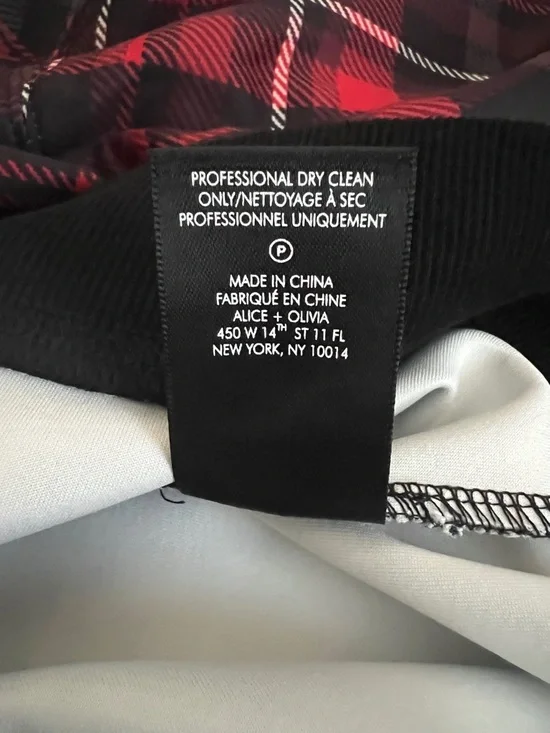 PROFESSIONAL DRY CLEAN
ONLY/NETTOYAGE À SEC
PROFESSIONNEL UNIQUEMENT
P
MADE IN CHINA
FABRIQUÉ EN CHINE
ALICE + OLIVIA
450 W 14TH ST 11 FL
NEW YORK, NY 10014